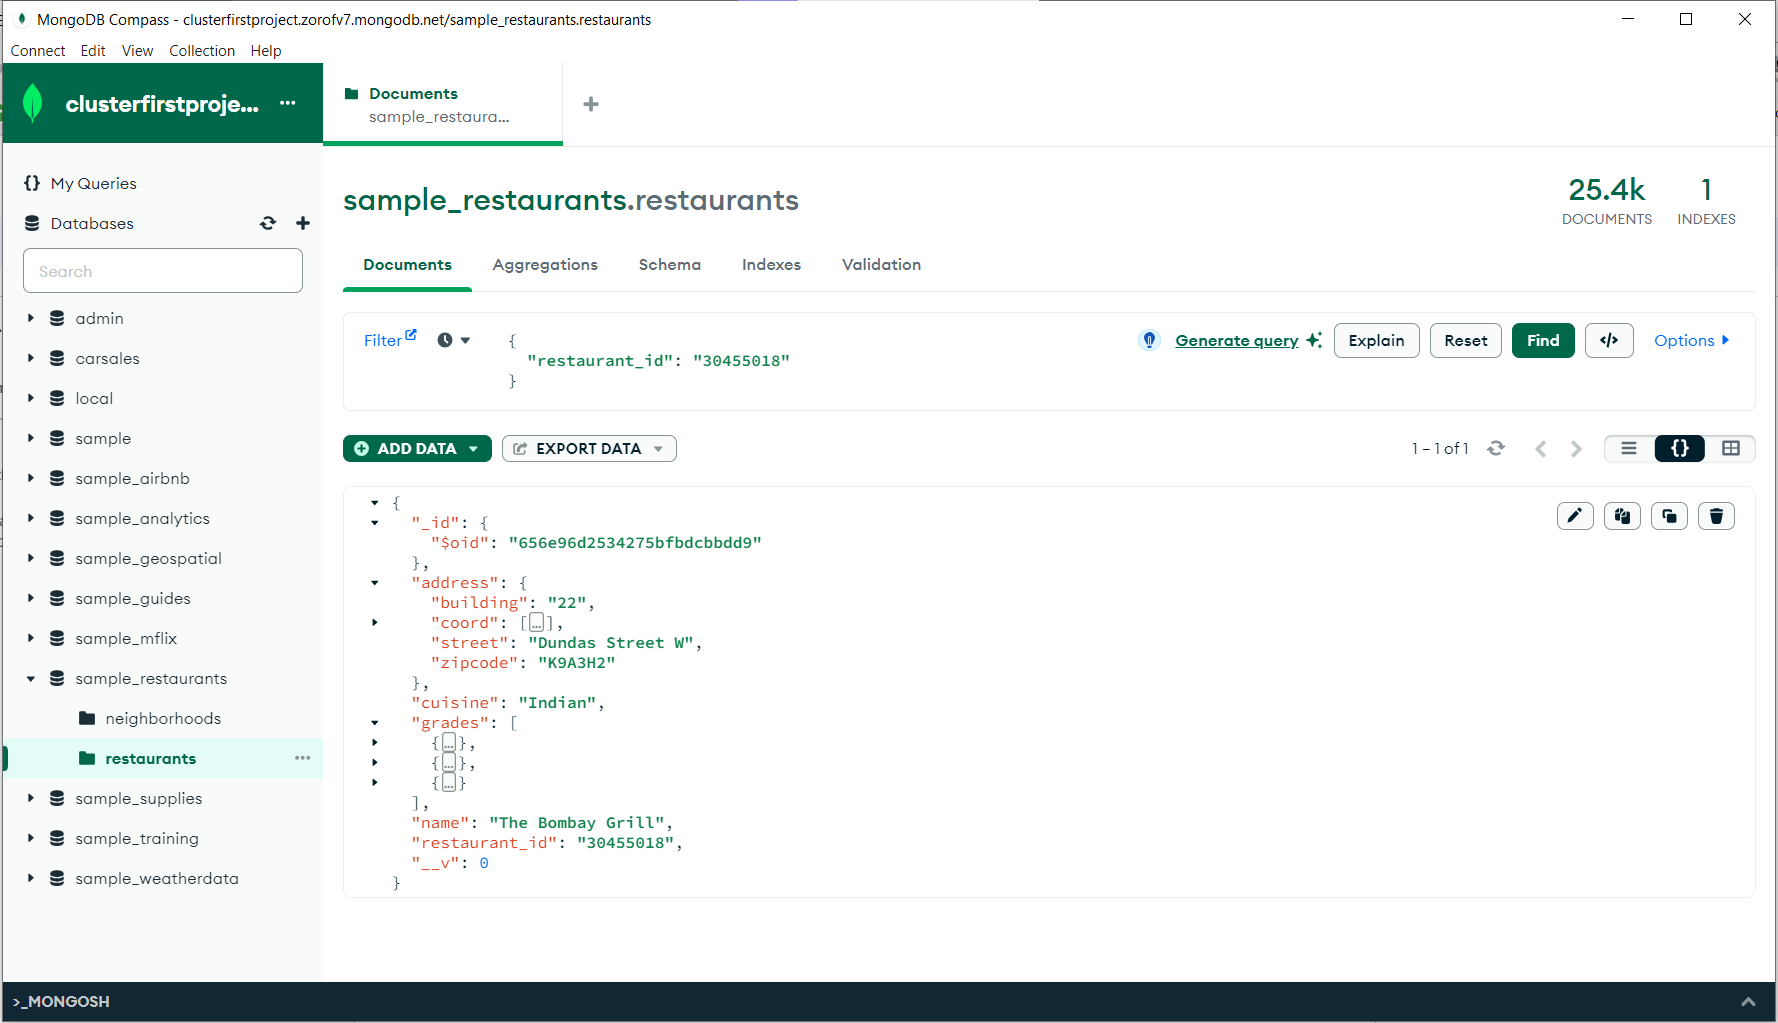 MongoDB Compass - clusterfirstproject.zorofv7.mongodb.net/sample_restaurants.restaurants
Connect Edit View Collection Help
clusterfirstproje...
Documents
sample_restaura...
My Queries
Databases
Search
admin
carsales
local
sample
sample_airbnb
sample_analytics
sample_geospatial
sample_guides
sample_mflix
sample_restaurants
neighborhoods
restaurants
sample_supplies
sample_training
sample_weatherdata
sample_restaurants.restaurants
25.4k
DOCUMENTS
1
INDEXES
Documents Aggregations Schema Indexes Validation
Filter
{
"restaurant_id": "30455018"
}
Generate query Explain Reset Find </> Options
ADD DATA EXPORT DATA 1 – 1 of 1 {}
{
"_id": {
"$oid": "656e96d2534275bfbdcbbdd9"
},
"address": {
"building": "22",
"coord": […],
"street": "Dundas Street W",
"zipcode": "K9A3H2"
},
"cuisine": "Indian",
"grades": [
{…},
{…},
{…}
],
"name": "The Bombay Grill",
"restaurant_id": "30455018",
"__v": 0
}
>_MONGOSH